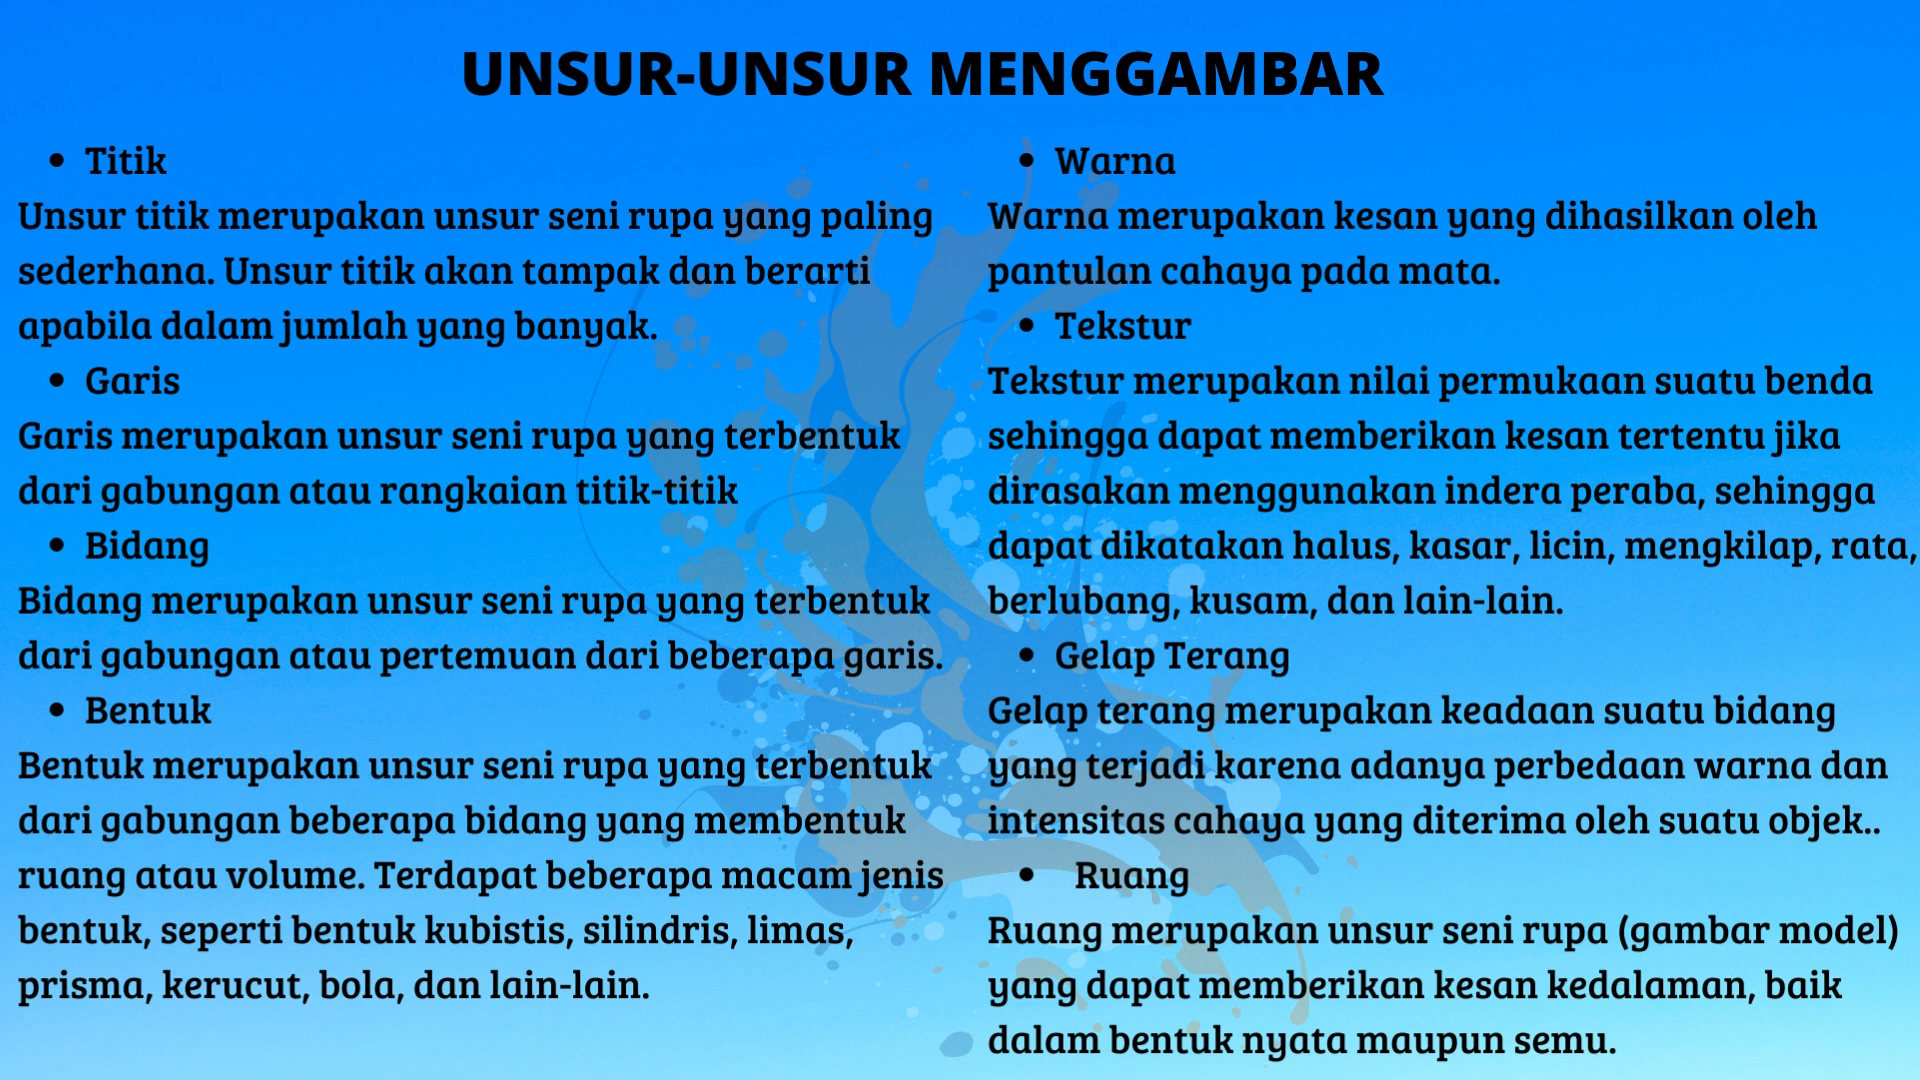 UNSUR-UNSUR MENGGAMBAR
• Titik
Unsur titik merupakan unsur seni rupa yang paling
sederhana. Unsur titik akan tampak dan berarti
apabila dalam jumlah yang banyak.
• Garis
Garis merupakan unsur seni rupa yang terbentuk
dari gabungan atau rangkaian titik-titik
• Bidang
Bidang merupakan unsur seni rupa yang terbentuk
dari gabungan atau pertemuan dari beberapa garis.
• Bentuk
Bentuk merupakan unsur seni rupa yang terbentuk
dari gabungan beberapa bidang yang membentuk
ruang atau volume. Terdapat beberapa macam jenis
bentuk, seperti bentuk kubistis, silindris, limas,
prisma, kerucut, bola, dan lain-lain.
• Warna
Warna merupakan kesan yang dihasilkan oleh
pantulan cahaya pada mata.
• Tekstur
Tekstur merupakan nilai permukaan suatu benda
sehingga dapat memberikan kesan tertentu jika
dirasakan menggunakan indera peraba, sehingga
dapat dikatakan halus, kasar, licin, mengkilap, rata,
berlubang, kusam, dan lain-lain.
• Gelap Terang
Gelap terang merupakan keadaan suatu bidang
yang terjadi karena adanya perbedaan warna dan
intensitas cahaya yang diterima oleh suatu objek..
• Ruang
Ruang merupakan unsur seni rupa (gambar model)
yang dapat memberikan kesan kedalaman, baik
dalam bentuk nyata maupun semu.